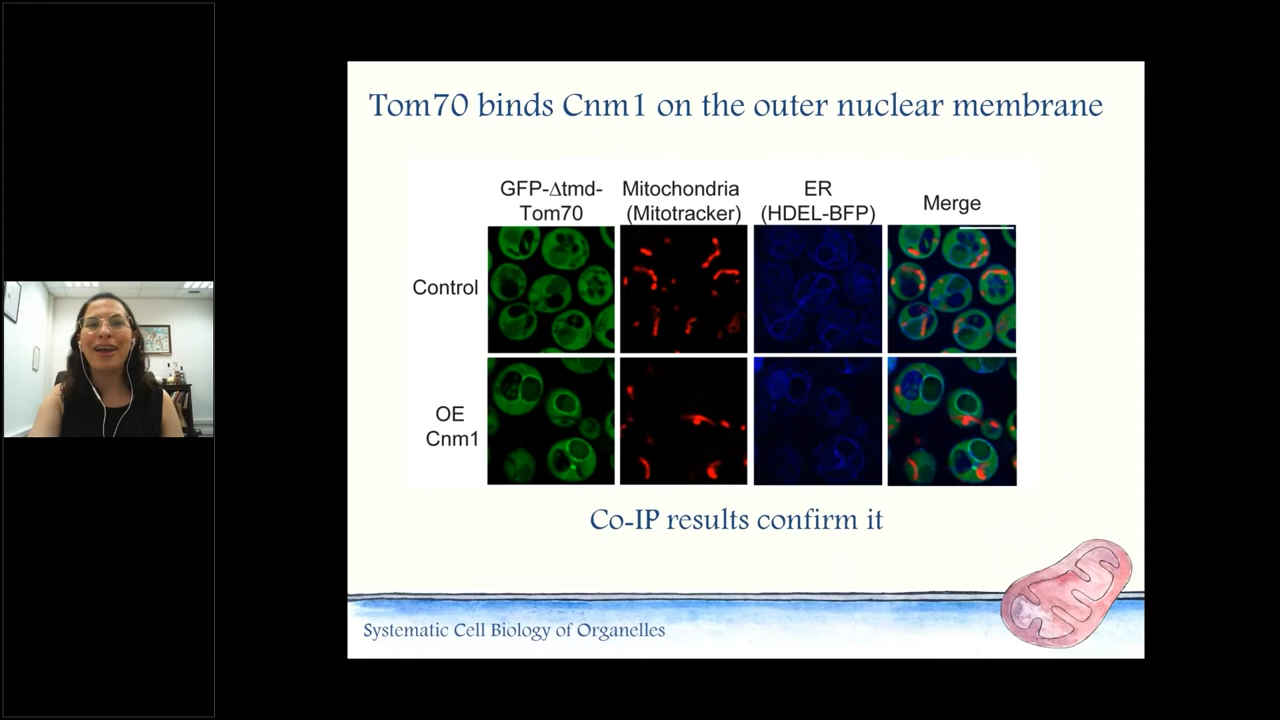 Tom70 binds Cnm1 on the outer nuclear membrane
GFP-Δtmd-
Tom70
Mitochondria
(Mitotracker)
ER
(HDEL-BFP)
Merge
Control
OE
Cnm1
Co-IP results confirm it
Systematic Cell Biology of Organelles